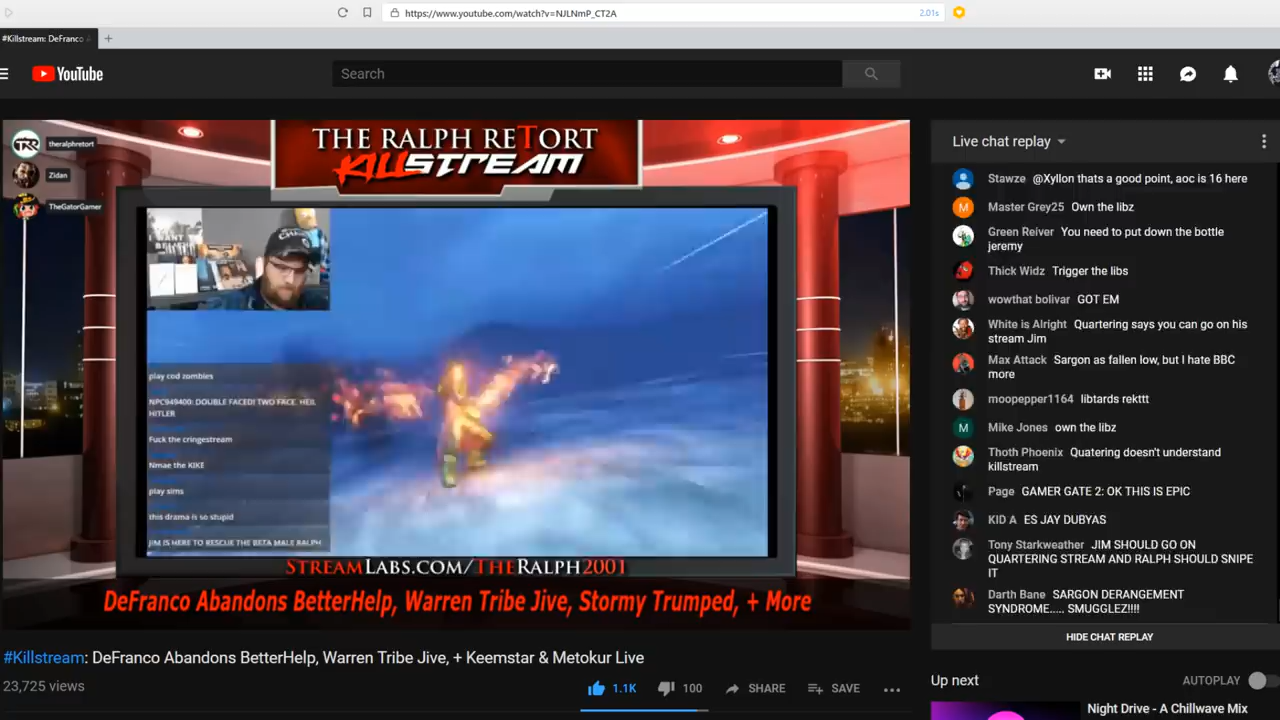 https://www.youtube.com/watch?v=NJLNmP_CT2A
2.01s
#Killstream: DeFranco
YouTube
Search
THE RALPH RETORT
KILLSTREAM
TRR
theralphretort
Zidan
TheGatorGamer
play cod zombies
NPC949400: DOUBLE FACED! TWO FACE. HEIL
HITLER
Fuck the cringestream
Nmae the KIKE
play sims
this drama is so stupid
JIM IS HERE TO RESCUE THE BETA MALE RALPH
STREAMLABS.COM/THERALPH2001
DeFranco Abandons BetterHelp, Warren Tribe Jive, Stormy Trumped, + More
#Killstream: DeFranco Abandons BetterHelp, Warren Tribe Jive, + Keemstar & Metokur Live
23,725 views
1.1K
100
SHARE
SAVE
Live chat replay
Stawze @Xyllon thats a good point, aoc is 16 here
M Master Grey25 Own the libz
Green Reiver You need to put down the bottle
jeremy
Thick Widz Trigger the libs
wowthat bolivar GOT EM
White is Alright Quartering says you can go on his
stream Jim
Max Attack Sargon as fallen low, but I hate BBC
more
moopepper1164 libtards rekttt
M Mike Jones own the libz
Thoth Phoenix Quatering doesn't understand
killstream
Page GAMER GATE 2: OK THIS IS EPIC
KID A ES JAY DUBYAS
Tony Starkweather JIM SHOULD GO ON
QUARTERING STREAM AND RALPH SHOULD SNIPE
IT
Darth Bane SARGON DERANGEMENT
SYNDROME..... SMUGGLEZ!!!!
HIDE CHAT REPLAY
Up next
AUTOPLAY
Night Drive - A Chillwave Mix